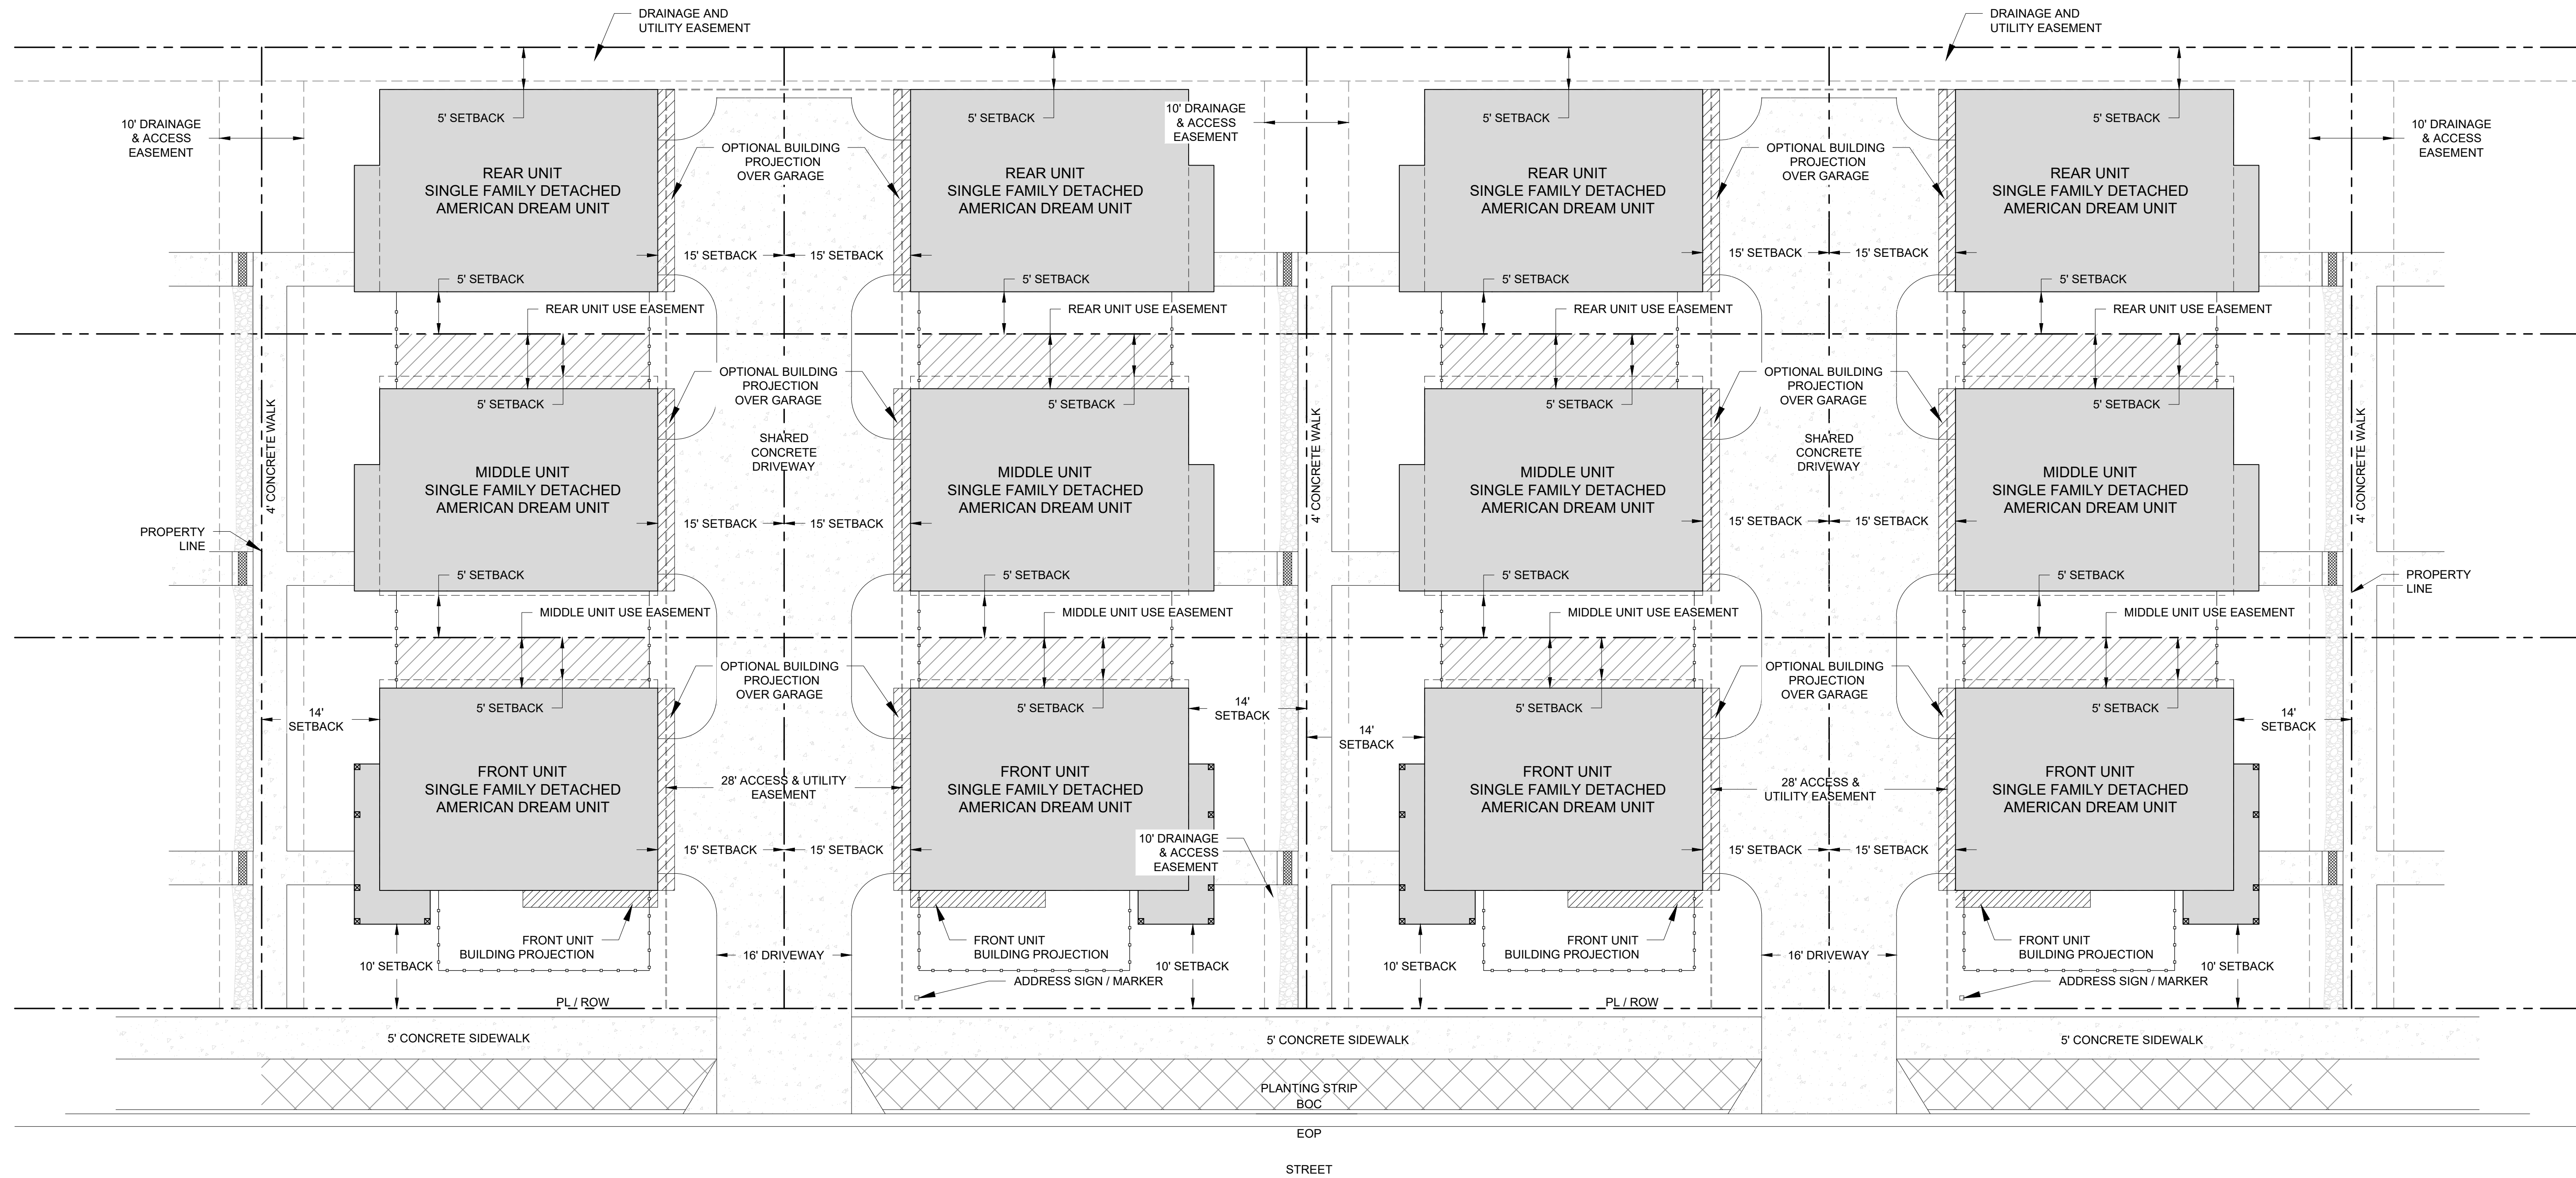 DRAINAGE AND
UTILITY EASEMENT
DRAINAGE AND
UTILITY EASEMENT
10' DRAINAGE
& ACCESS
EASEMENT
5' SETBACK
5' SETBACK
10' DRAINAGE
& ACCESS
EASEMENT
5' SETBACK
5' SETBACK
10' DRAINAGE
& ACCESS
EASEMENT
OPTIONAL BUILDING
PROJECTION
OVER GARAGE
OPTIONAL BUILDING
PROJECTION
OVER GARAGE
REAR UNIT
SINGLE FAMILY DETACHED
AMERICAN DREAM UNIT
REAR UNIT
SINGLE FAMILY DETACHED
AMERICAN DREAM UNIT
REAR UNIT
SINGLE FAMILY DETACHED
AMERICAN DREAM UNIT
REAR UNIT
SINGLE FAMILY DETACHED
AMERICAN DREAM UNIT
15' SETBACK
15' SETBACK
15' SETBACK
15' SETBACK
5' SETBACK
5' SETBACK
5' SETBACK
5' SETBACK
REAR UNIT USE EASEMENT
REAR UNIT USE EASEMENT
REAR UNIT USE EASEMENT
REAR UNIT USE EASEMENT
OPTIONAL BUILDING
PROJECTION
OVER GARAGE
OPTIONAL BUILDING
PROJECTION
OVER GARAGE
5' SETBACK
5' SETBACK
5' SETBACK
5' SETBACK
4' CONCRETE WALK
SHARED
CONCRETE
DRIVEWAY
4' CONCRETE WALK
SHARED
CONCRETE
DRIVEWAY
4' CONCRETE WALK
MIDDLE UNIT
SINGLE FAMILY DETACHED
AMERICAN DREAM UNIT
MIDDLE UNIT
SINGLE FAMILY DETACHED
AMERICAN DREAM UNIT
MIDDLE UNIT
SINGLE FAMILY DETACHED
AMERICAN DREAM UNIT
MIDDLE UNIT
SINGLE FAMILY DETACHED
AMERICAN DREAM UNIT
15' SETBACK
15' SETBACK
15' SETBACK
15' SETBACK
PROPERTY
LINE
5' SETBACK
5' SETBACK
5' SETBACK
5' SETBACK
PROPERTY
LINE
MIDDLE UNIT USE EASEMENT
MIDDLE UNIT USE EASEMENT
MIDDLE UNIT USE EASEMENT
MIDDLE UNIT USE EASEMENT
OPTIONAL BUILDING
PROJECTION
OVER GARAGE
OPTIONAL BUILDING
PROJECTION
OVER GARAGE
14'
SETBACK
5' SETBACK
5' SETBACK
14'
SETBACK
14'
SETBACK
5' SETBACK
5' SETBACK
14'
SETBACK
FRONT UNIT
SINGLE FAMILY DETACHED
AMERICAN DREAM UNIT
28' ACCESS & UTILITY
EASEMENT
FRONT UNIT
SINGLE FAMILY DETACHED
AMERICAN DREAM UNIT
FRONT UNIT
SINGLE FAMILY DETACHED
AMERICAN DREAM UNIT
28' ACCESS &
UTILITY EASEMENT
FRONT UNIT
SINGLE FAMILY DETACHED
AMERICAN DREAM UNIT
15' SETBACK
15' SETBACK
10' DRAINAGE
& ACCESS
EASEMENT
15' SETBACK
15' SETBACK
FRONT UNIT
BUILDING PROJECTION
16' DRIVEWAY
FRONT UNIT
BUILDING PROJECTION
FRONT UNIT
BUILDING PROJECTION
16' DRIVEWAY
FRONT UNIT
BUILDING PROJECTION
10' SETBACK
10' SETBACK
10' SETBACK
10' SETBACK
ADDRESS SIGN / MARKER
ADDRESS SIGN / MARKER
PL / ROW
PL / ROW
5' CONCRETE SIDEWALK
5' CONCRETE SIDEWALK
5' CONCRETE SIDEWALK
PLANTING STRIP
BOC
EOP
STREET